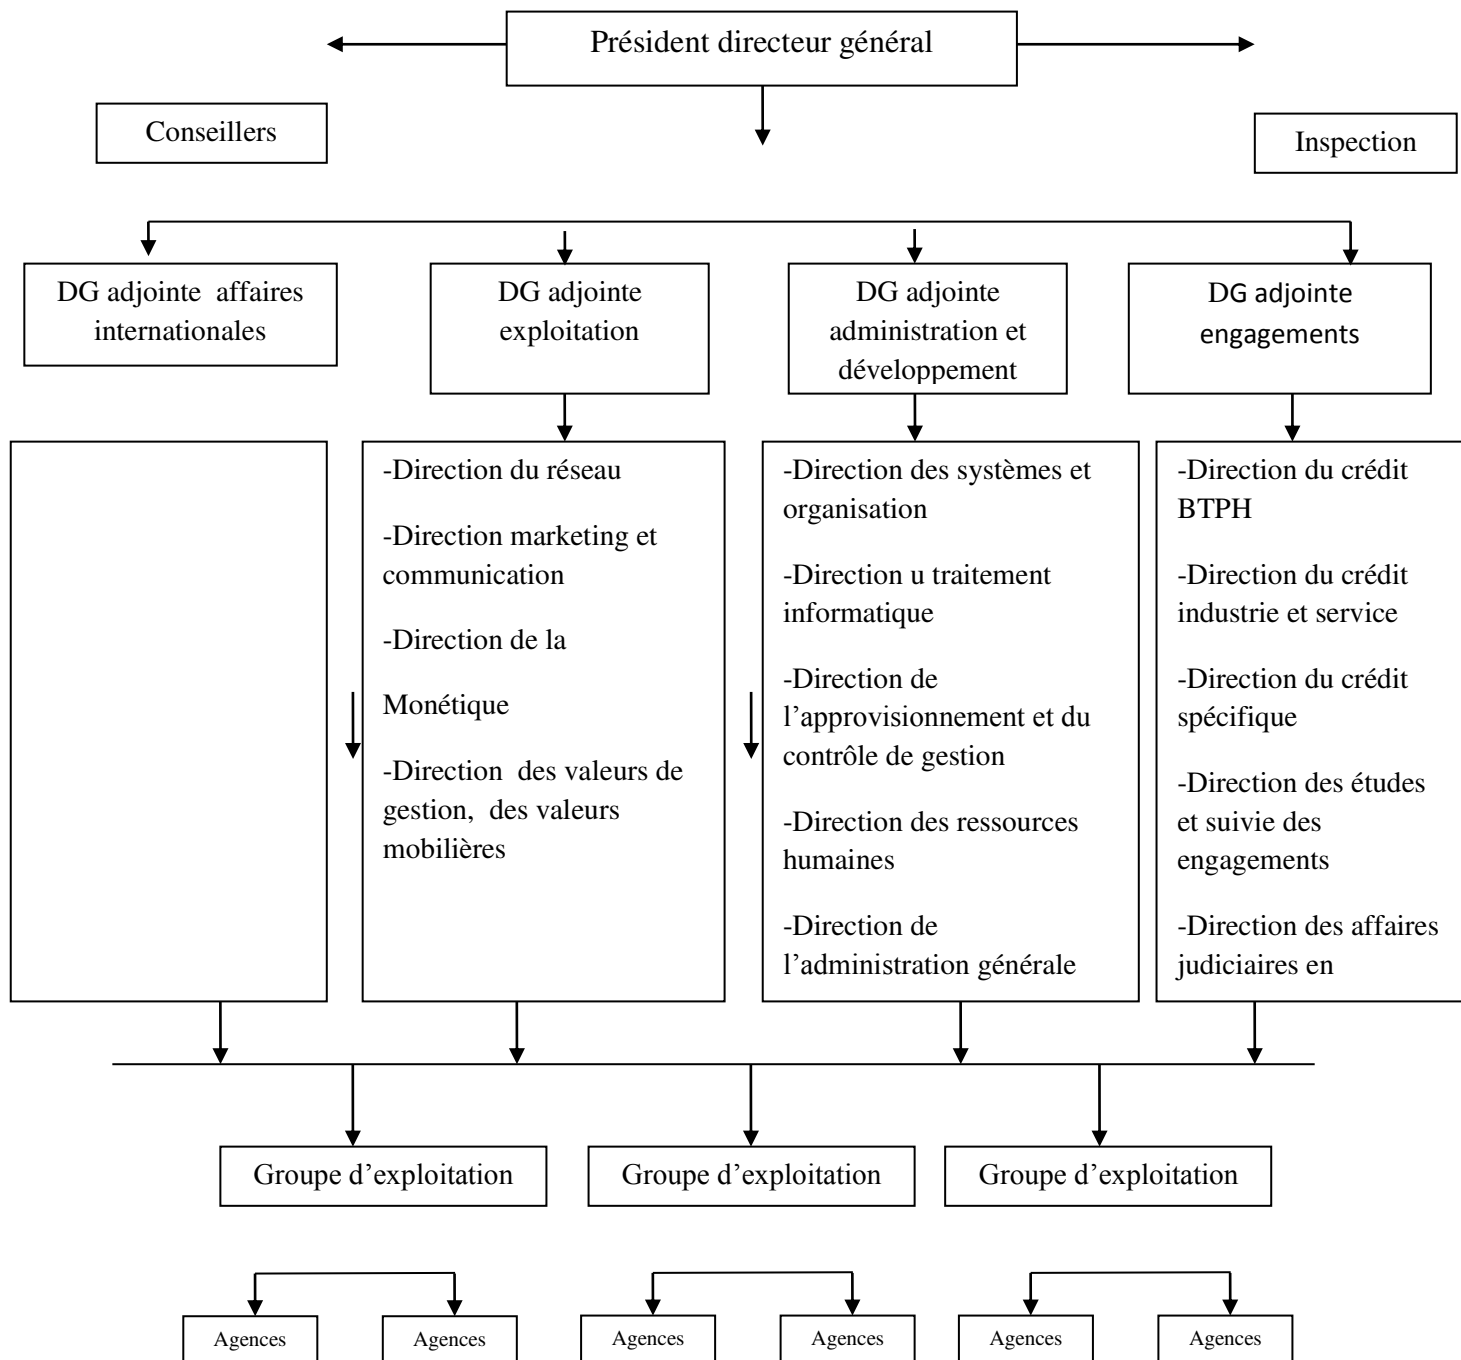 Président directeur général
Conseillers
Inspection
DG adjointe affaires
internationales
DG adjointe
exploitation
DG adjointe
administration et
développement
DG adjointe
engagements
-Direction du réseau
-Direction marketing et
communication
-Direction de la
Monétique
-Direction des valeurs de
gestion, des valeurs
mobilières
-Direction des systèmes et
organisation
-Direction u traitement
informatique
-Direction de
l’approvisionnement et du
contrôle de gestion
-Direction des ressources
humaines
-Direction de
l’administration générale
-Direction du crédit
BTPH
-Direction du crédit
industrie et service
-Direction du crédit
spécifique
-Direction des études
et suivie des
engagements
-Direction des affaires
judiciaires en
Groupe d’exploitation
Groupe d’exploitation
Groupe d’exploitation
Agences
Agences
Agences
Agences
Agences
Agences